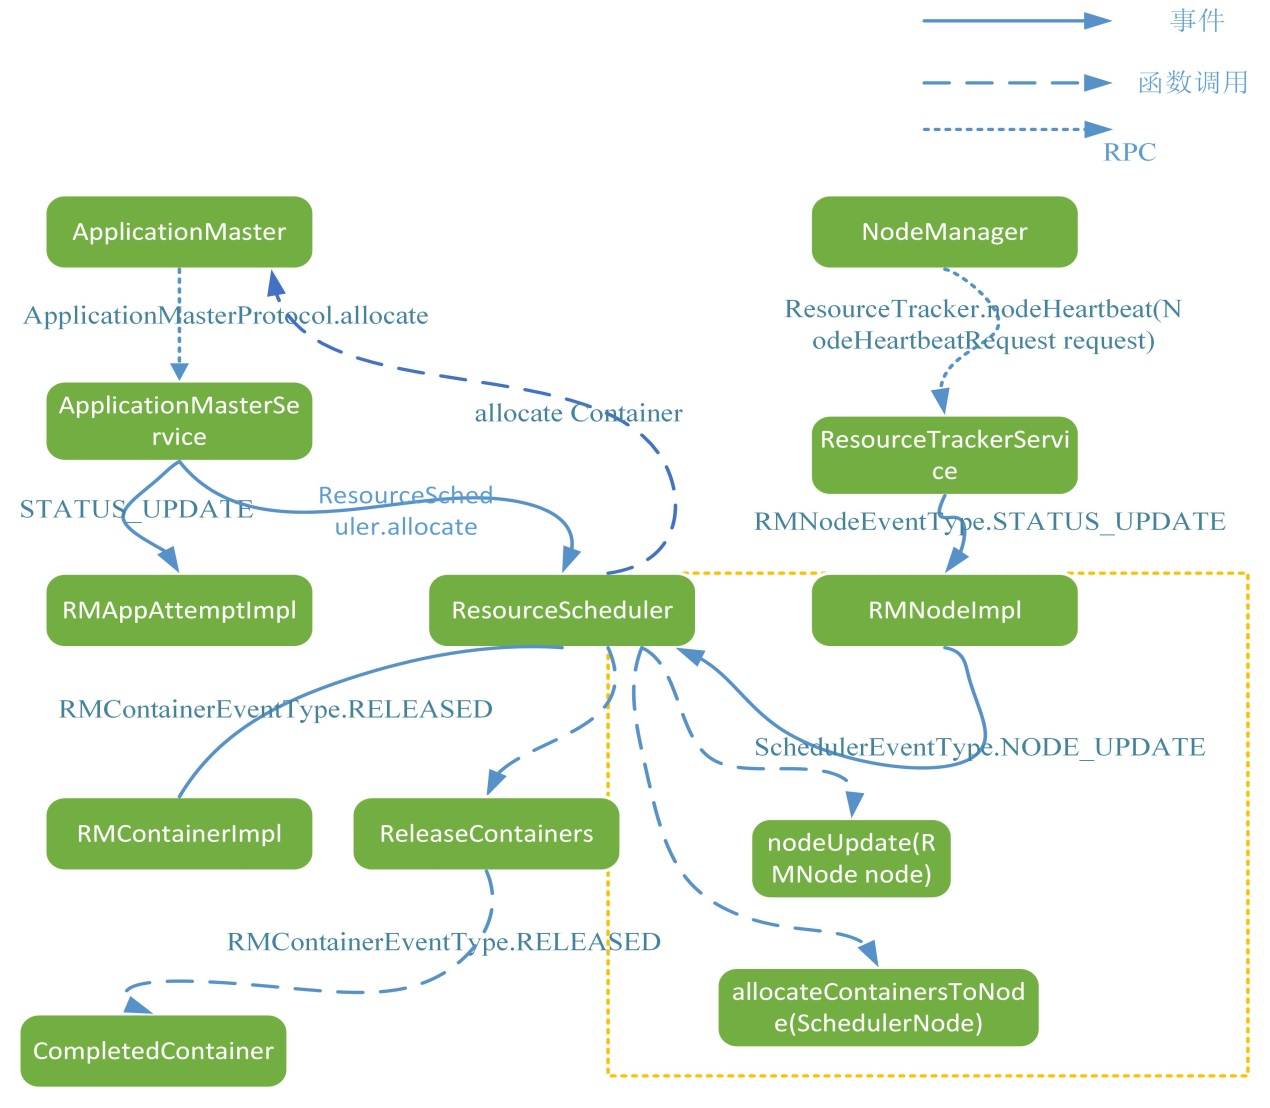 事件
函数调用
RPC
ApplicationMaster
NodeManager
ApplicationMasterProtocol.allocate
ResourceTracker.nodeHeartbeat(N
odeHeartbeatRequest request)
allocate Container
ApplicationMasterSe
rvice
ResourceTrackerServi
ce
STATUS_UPDATE
ResourceSched
uler.allocate
RMNodeEventType.STATUS_UPDATE
RMAppAttemptImpl
ResourceScheduler
RMNodeImpl
RMContainerEventType.RELEASED
SchedulerEventType.NODE_UPDATE
RMContainerImpl
ReleaseContainers
nodeUpdate(R
MNode node)
RMContainerEventType.RELEASED
allocateContainersToNod
e(SchedulerNode)
CompletedContainer